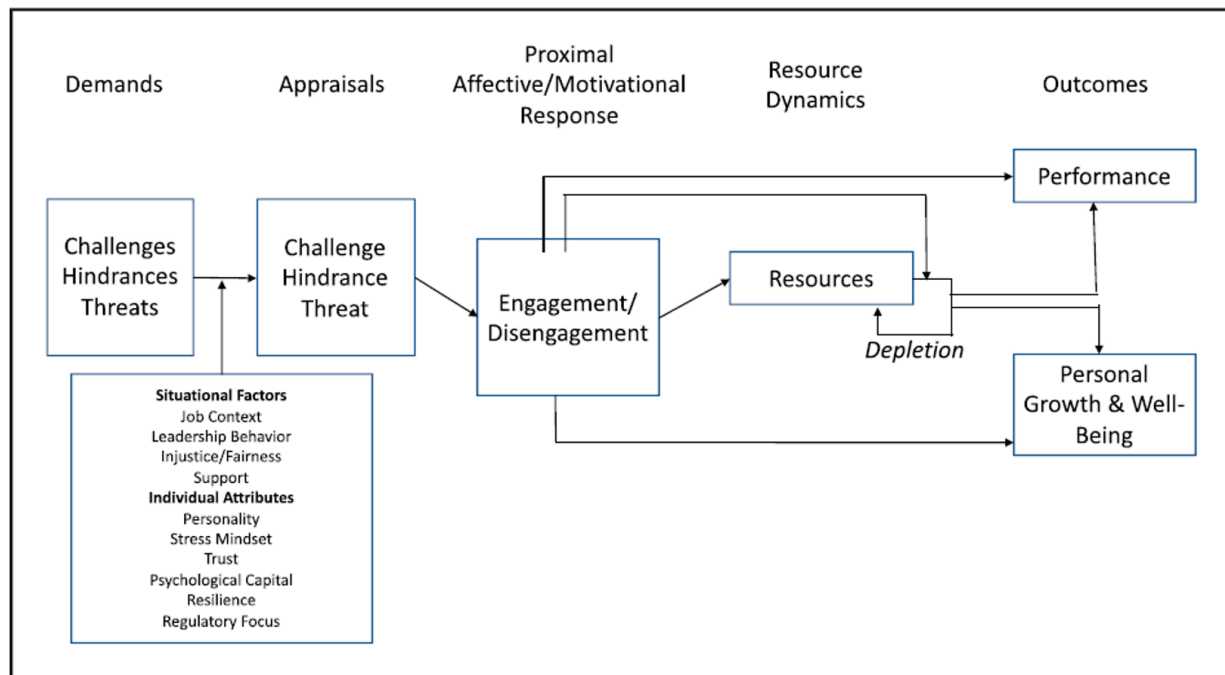 Demands
Appraisals
Proximal
Affective/Motivational
Response
Resource
Dynamics
Outcomes
Challenges
Hindrances
Threats
Challenge
Hindrance
Threat
Engagement/
Disengagement
Resources
Depletion
Performance
Personal
Growth & Well-
Being
Situational Factors
Job Context
Leadership Behavior
Injustice/Fairness
Support
Individual Attributes
Personality
Stress Mindset
Trust
Psychological Capital
Resilience
Regulatory Focus